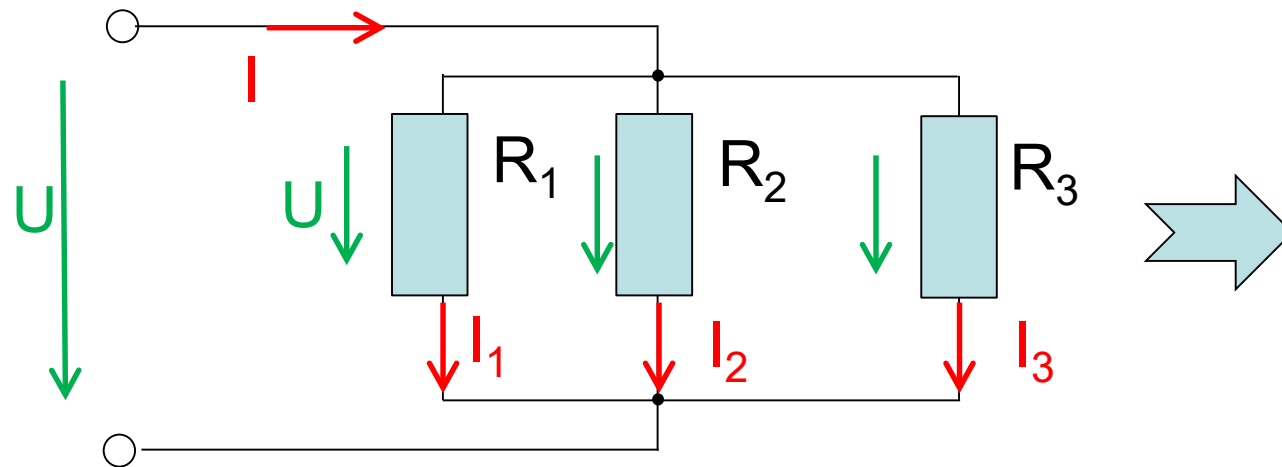 I
U
U
R₁
R₂
R₃
I₁
I₂
I₃